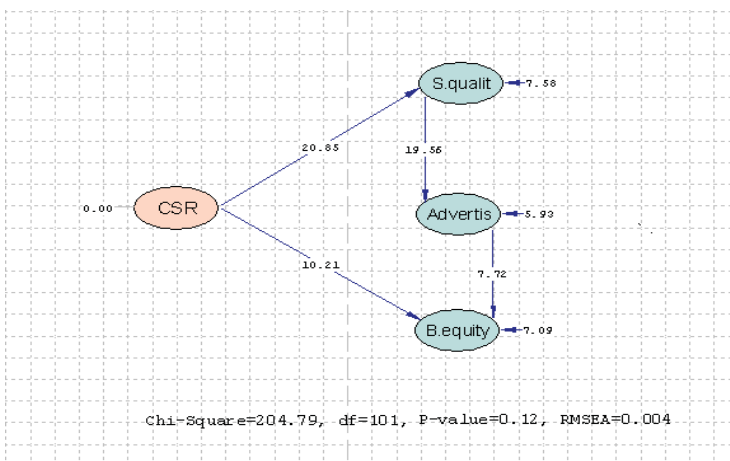 S.qualit
7.58
20.85
19.56
0.00
CSR
Advertis
5.93
10.21
7.72
B.equity
7.09
Chi-Square=204.79, df=101, P-value=0.12, RMSEA=0.004